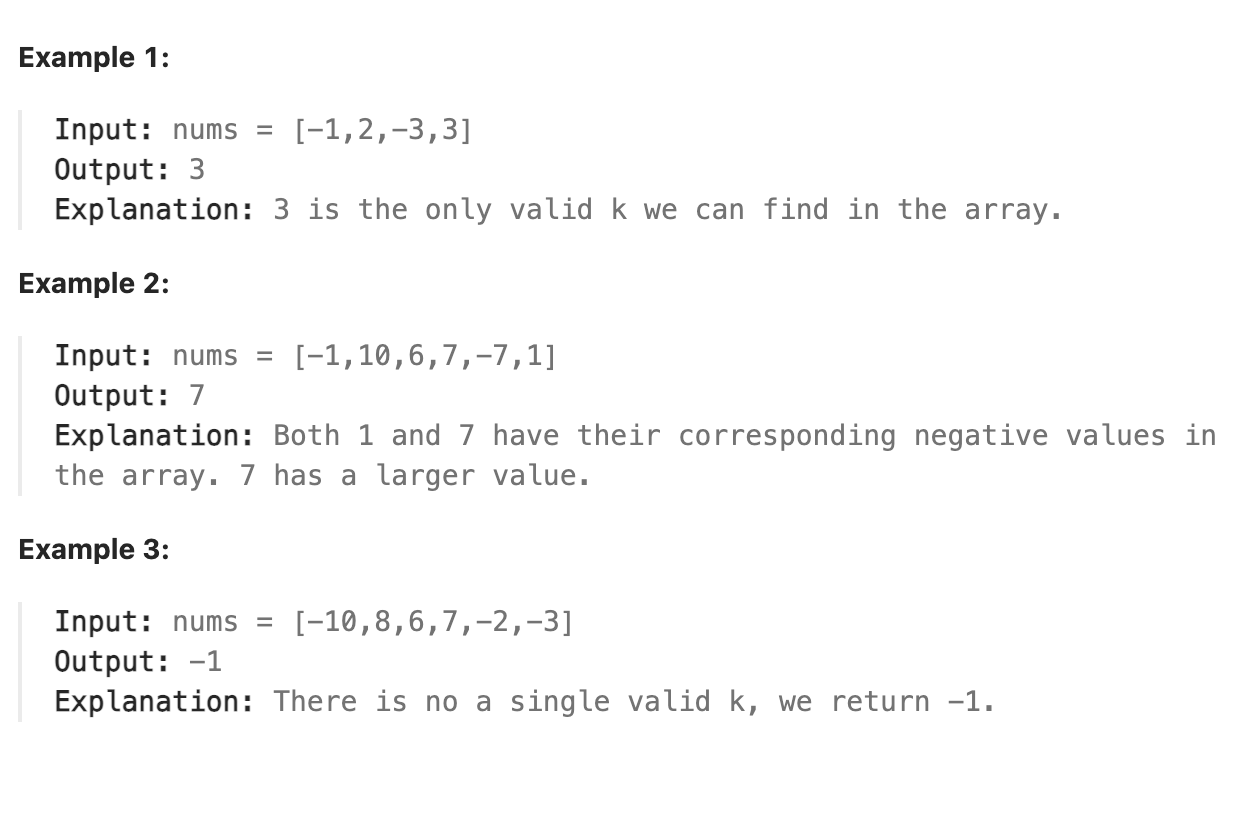 Example 1:
Input: nums = [-1,2,-3,3]
Output: 3
Explanation: 3 is the only valid k we can find in the array.
Example 2:
Input: nums = [-1,10,6,7,-7,1]
Output: 7
Explanation: Both 1 and 7 have their corresponding negative values in
the array. 7 has a larger value.
Example 3:
Input: nums = [-10,8,6,7,-2,-3]
Output: -1
Explanation: There is no a single valid k, we return -1.